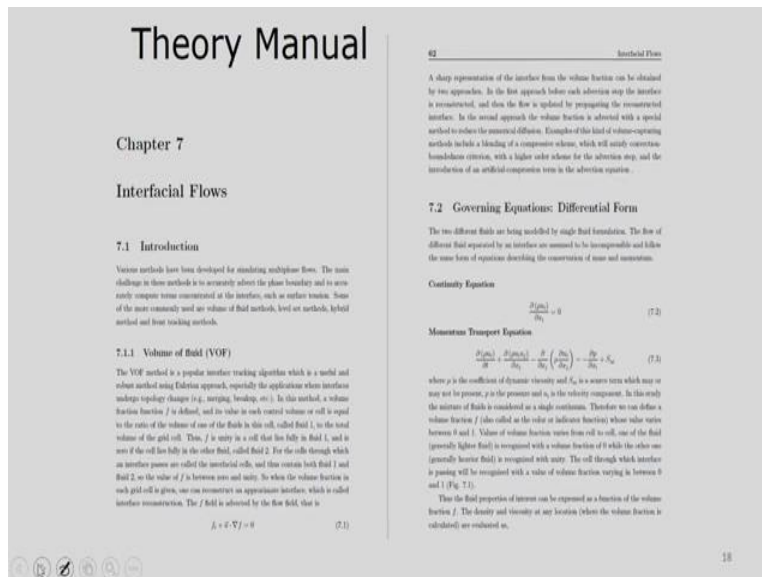 Theory Manual
Chapter 7
Interfacial Flows
7.1 Introduction
Various methods have been developed for simulating multiphase flows. The main
challenge in these methods is to accurately advect the phase boundary and to accu-
rately compute terms concentrated at the interface, such as surface tension. Some
of the more commonly used are volume of fluid methods, level set methods, hybrid
method and front tracking methods.
7.1.1 Volume of fluid (VOF)
The VOF method is a popular interface tracking algorithm which is a useful and
robust method using Eulerian approach, especially the applications where interfaces
undergo topology changes (e.g., merging, breakup, etc.). In this method, a volume
fraction function f is defined, and its value in each control volume or cell is equal
to the ratio of the volume of one of the fluids in this cell, called fluid 1, to the total
volume of the grid cell. Thus, f is unity in a cell that lies fully in fluid 1, and is
zero if the cell lies fully in the other fluid, called fluid 2. For the cells through which
an interface passes are called the interfacial cells, and thus contain both fluid 1 and
fluid 2, so the value of f is between zero and unity. So when the volume fraction in
each grid cell is given, one can reconstruct an approximate interface, which is called
interface reconstruction. The f field is advected by the flow field, that is
(7.1)
62 Interfacial Flows
A sharp representation of the interface from the volume fraction can be obtained
by two approaches. In the first approach before each advection step the interface
is reconstructed, and then the flow is updated by propagating the reconstructed
interface. In the second approach the volume fraction is advected with a special
method to reduce the numerical diffusion. Examples of this kind of volume-capturing
methods include a blending of a compressive scheme, which will satisfy convection-
boundedness criterion, with a higher order scheme for the advection step, and the
introduction of an artificial-compression term in the advection equation .
7.2 Governing Equations: Differential Form
The two different fluids are being modelled by single fluid formulation. The flow of
different fluid separated by an interface are assumed to be incompressible and follow
the same form of equations describing the conservation of mass and momentum.
Continuity Equation
(7.2)
Momentum Transport Equation
(7.3)
where μ is the coefficient of dynamic viscosity and is a source term which may or
may not be present, p is the pressure and is the velocity component. In this study
the mixture of fluids is considered as a single continuum. Therefore we can define a
volume fraction f (also called as the color or indicator function) whose value varies
between 0 and 1. Values of volume fraction varies from cell to cell, one of the fluid
(generally lighter fluid) is recognized with a volume fraction of 0 while the other one
(generally heavier fluid) is recognized with unity. The cell through which interface
is passing will be recognized with a value of volume fraction varying in between 0
and 1 (Fig. 7.1).
Thus the fluid properties of interest can be expressed as a function of the volume
fraction f. The density and viscosity at any location (where the volume fraction is
calculated) are evaluated as,
18